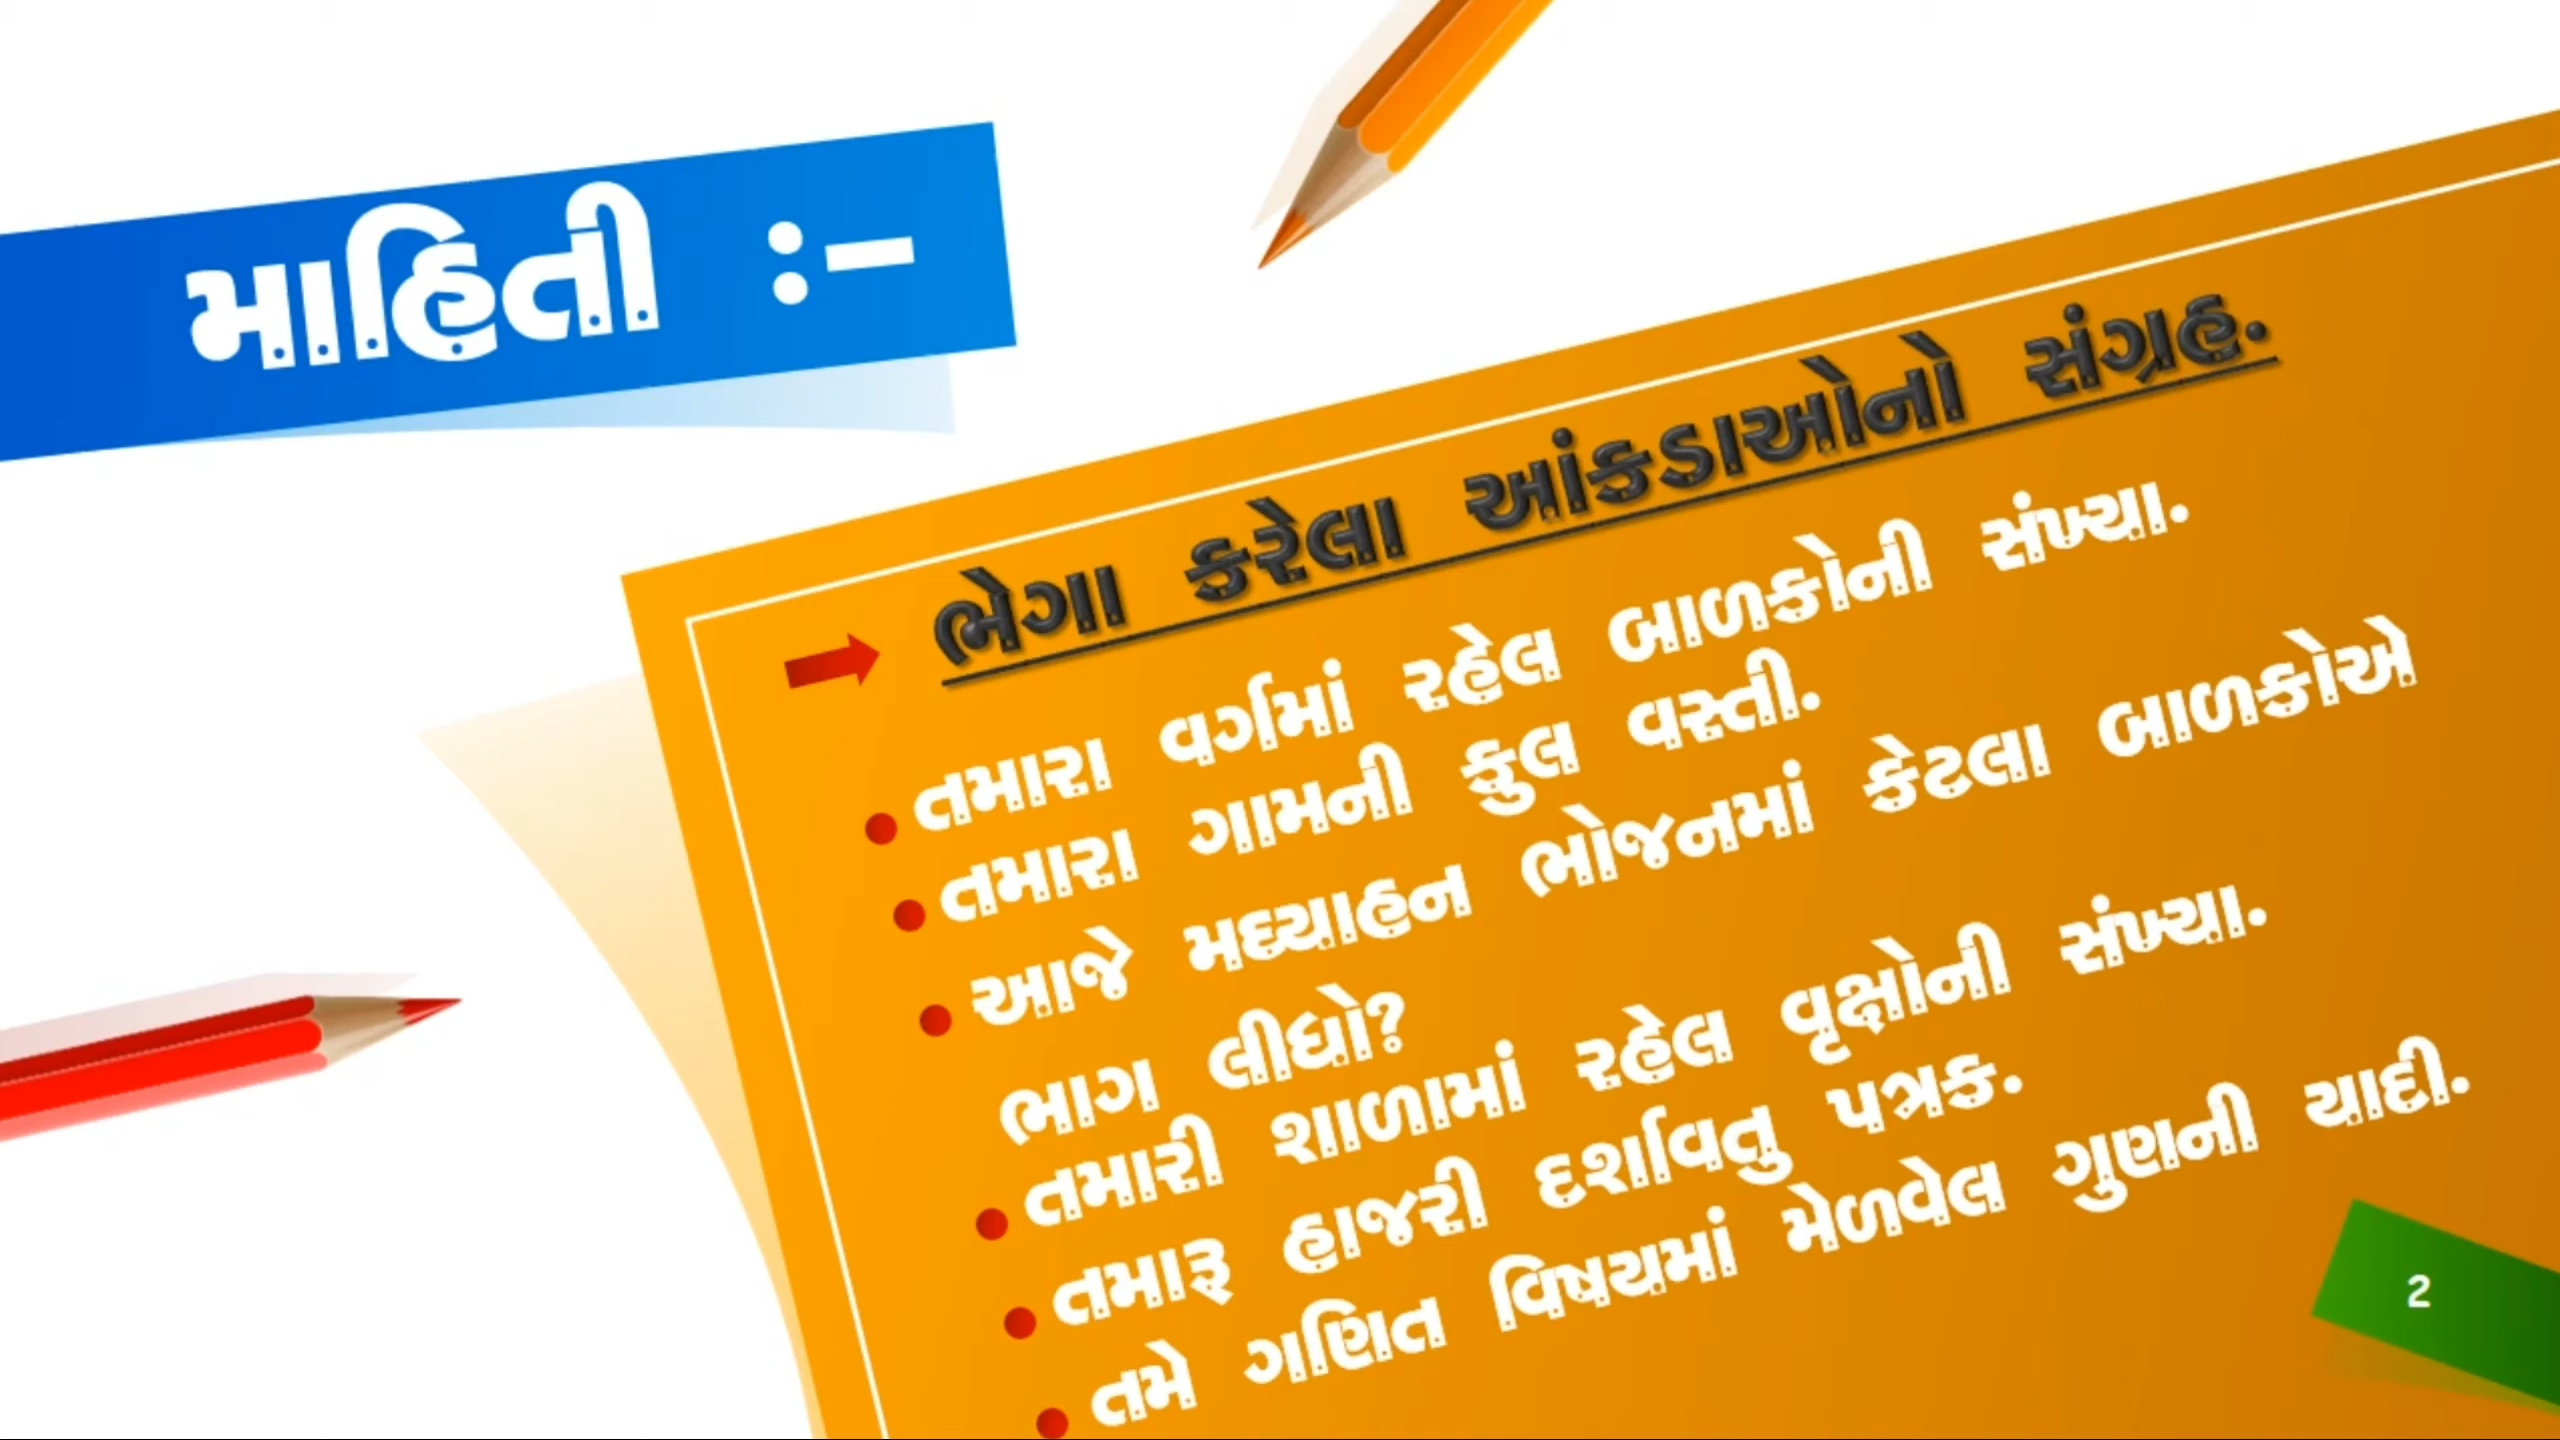 માહિતી :-
ભેગા કરેલા આંકડાઓનો સંગ્રહ.
તમારા વર્ગમાં રહેલ બાળકોની સંખ્યા.
તમારા ગામની કુલ વસ્તી.
આજે મધ્યાહન ભોજનમાં કેટલા બાળકોએ
ભાગ લીધો?
તમારી શાળામાં રહેલ વૃક્ષોની સંખ્યા.
તમારૂ હાજરી દર્શાવતુ પત્રક.
તમે ગણિત વિષયમાં મેળવેલ ગુણની યાદી.
2